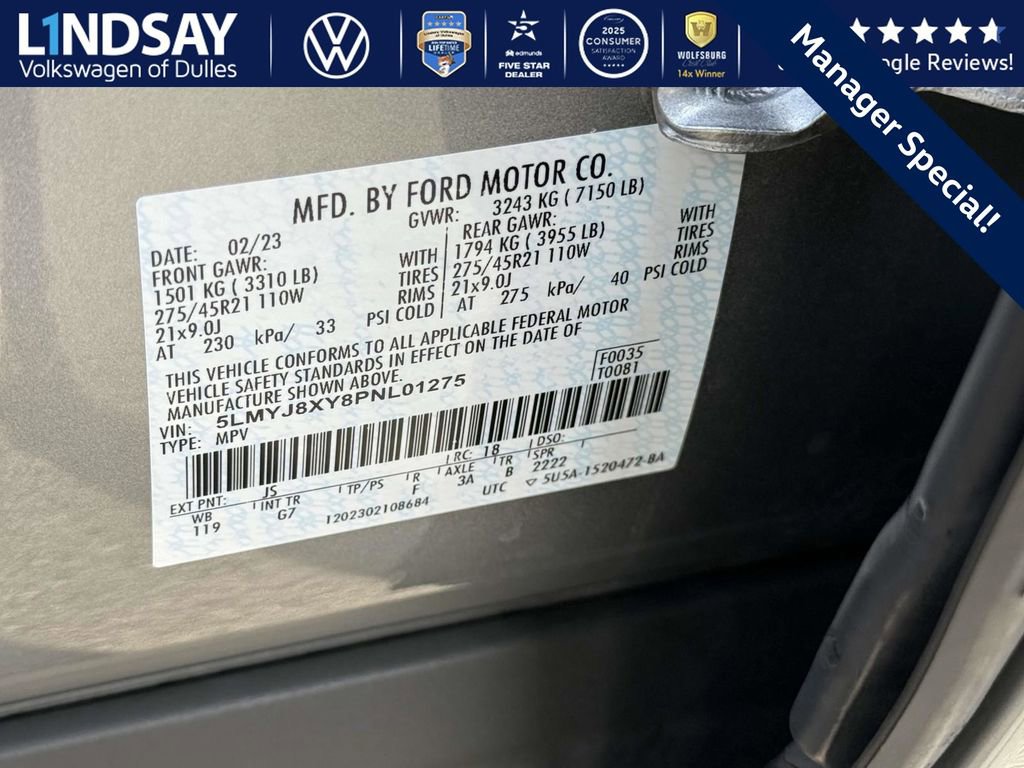 L1NDSAY
Volkswagen of Dulles
LIFETIME
edmunds
FIVE STAR
DEALER
2025
CONSUMER
SATISFACTION
AWARD
WOLFSBURG
14x Winner
ogle Reviews!
Manager Special!
MFD. BY FORD MOTOR CO.
DATE: 02/23
GVWR: 3243 KG ( 7150 LB)
FRONT GAWR:
1501 KG ( 3310 LB) WITH
275/45R21 110W TIRES
21x9.0J RIMS
AT 230 kPa/ 33 PSI COLD
REAR GAWR:
1794 KG ( 3955 LB) WITH
275/45R21 110W TIRES
21x9.0J RIMS
AT 275 kPa/ 40 PSI COLD
THIS VEHICLE CONFORMS TO ALL APPLICABLE FEDERAL MOTOR
VEHICLE SAFETY STANDARDS IN EFFECT ON THE DATE OF
MANUFACTURE SHOWN ABOVE.
VIN: 5LMYJ8XY8PNL01275
TYPE: MPV
F0035
T0081
EXT PNT: JS RC: 18 DSO:
WB INT TR TP/PS R AXLE TR SPR
119 G7 F 3A B 2222
1202302108684 UTC ▽ 5U5A-1520472-BA